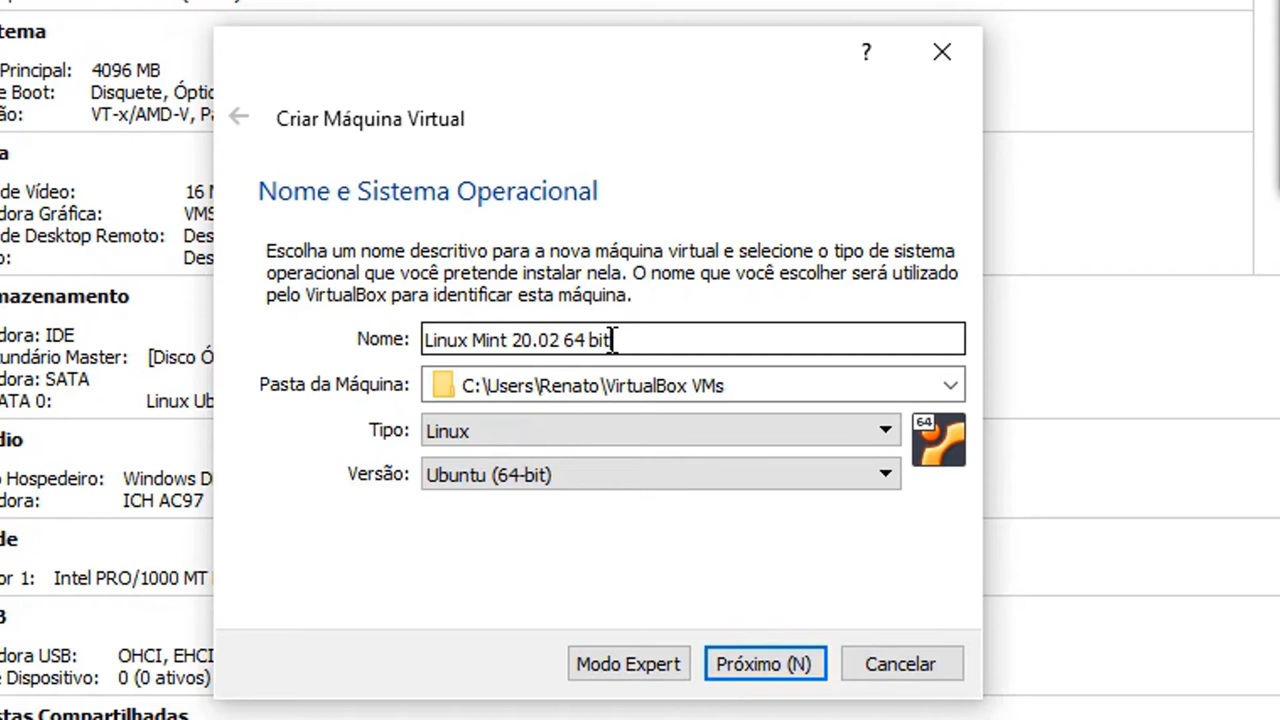 tema
Principal: 4096 MB
e Boot: Disquete, Óptic
ão: VT-x/AMD-V, Pa
a
de Vídeo: 16 M
dora Gráfica: VMS
de Desktop Remoto: Des
o: Des
mazenamento
dora: IDE
cundário Master: [Disco Ó
dora: SATA
ATA 0: Linux Ub
dio
o Hospedeiro: Windows D
dora: ICH AC97
de
or 1: Intel PRO/1000 MT
B
dora USB: OHCI, EHCI
e Dispositivo: 0 (0 ativos)
stas Compartilhadas
?
Criar Máquina Virtual
Nome e Sistema Operacional
Escolha um nome descritivo para a nova máquina virtual e selecione o tipo de sistema
operacional que você pretende instalar nela. O nome que você escolher será utilizado
pelo VirtualBox para identificar esta máquina.
Nome: Linux Mint 20.02 64 bit
Pasta da Máquina: C:\Users\Renato\VirtualBox VMs
Tipo: Linux
64
Versão: Ubuntu (64-bit)
Modo Expert Próximo (N) Cancelar